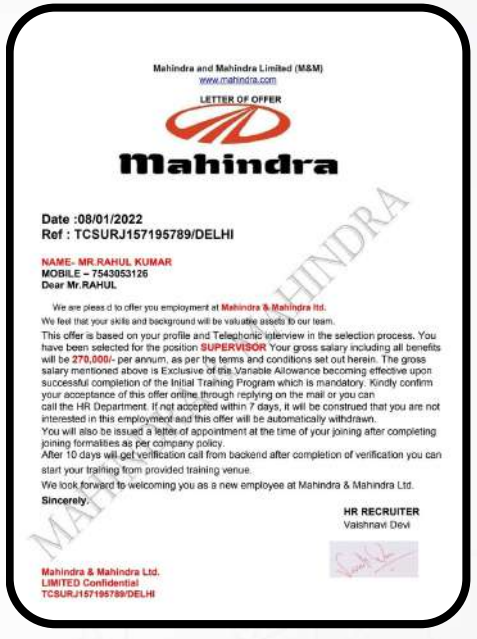 Mahindra and Mahindra Limited (M&M)
www.mahindra.com
LETTER OF OFFER
Mahindra
Date :08/01/2022
Ref : TCSURJ157195789/DELHI
NAME- MR.RAHUL KUMAR
MOBILE – 7543053126
Dear Mr.RAHUL
We are pleas d to offer you employment at Mahindra & Mahindra ltd.
We feel that your skills and background will be valuable assets to our team.
This offer is based on your profile and Telephonic interview in the selection process. You
have been selected for the position SUPERVISOR Your gross salary including all benefits
will be 270,000/- per annum, as per the terms and conditions set out herein. The gross
salary mentioned above is Exclusive of the Variable Allowance becoming effective upon
successful completion of the Initial Training Program which is mandatory. Kindly confirm
your acceptance of this offer online through replying on the mail or you can
call the HR Department. If not accepted within 7 days, it will be construed that you are not
interested in this employment and this offer will be automatically withdrawn.
You will also be issued a letter of appointment at the time of your joining after completing
joining formalities as per company policy.
After 10 days will get verification call from backend after completion of verification you can
start your training from provided training venue.
We look forward to welcoming you as a new employee at Mahindra & Mahindra Ltd.
Sincerely,
HR RECRUITER
Vaishnavi Devi
Mahindra & Mahindra Ltd.
LIMITED Confidential
TCSURJ157195789/DELHI
MAHINDRA MAHINDRA